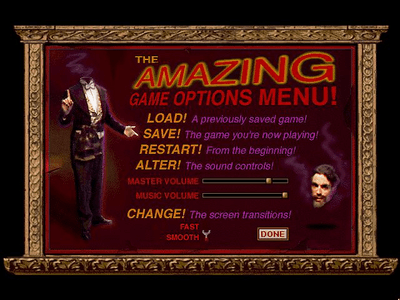 THE
AMAZING
GAME OPTIONS MENU!
LOAD! A previously saved game!
SAVE! The game you're now playing!
RESTART! From the beginning!
ALTER! The sound controls!
MASTER VOLUME
MUSIC VOLUME
CHANGE! The screen transitions!
FAST
SMOOTH
DONE